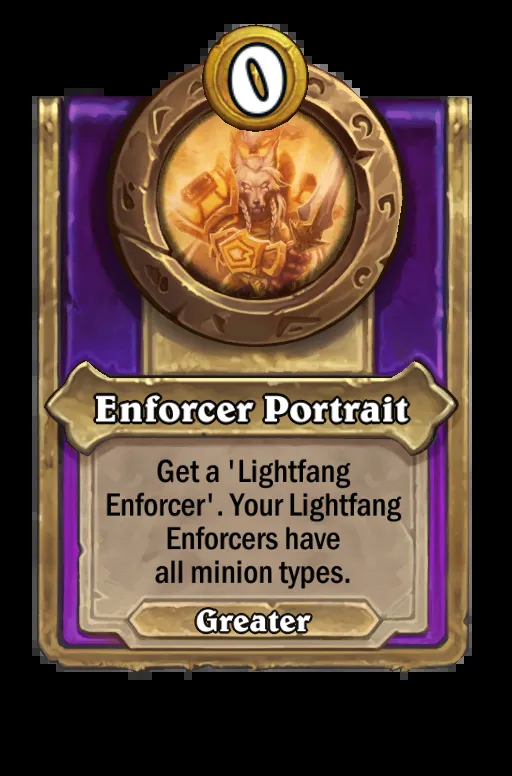 0
Enforcer Portrait
Get a 'Lightfang
Enforcer'. Your Lightfang
Enforcers have
all minion types.
Greater